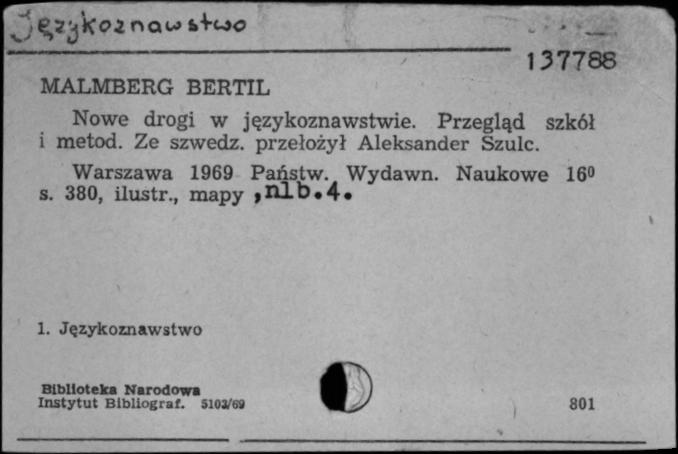 Językoznawstwo
137788
MALMBERG BERTIL
Nowe drogi w językoznawstwie. Przegląd szkół
i metod. Ze szwedz. przełożył Aleksander Szulc.
Warszawa 1969 Państw. Wydawn. Naukowe 16⁰
s. 380, ilustr., mapy ,nlb.4.
1. Językoznawstwo
Biblioteka Narodowa
Instytut Bibliograf. 5103/69
801